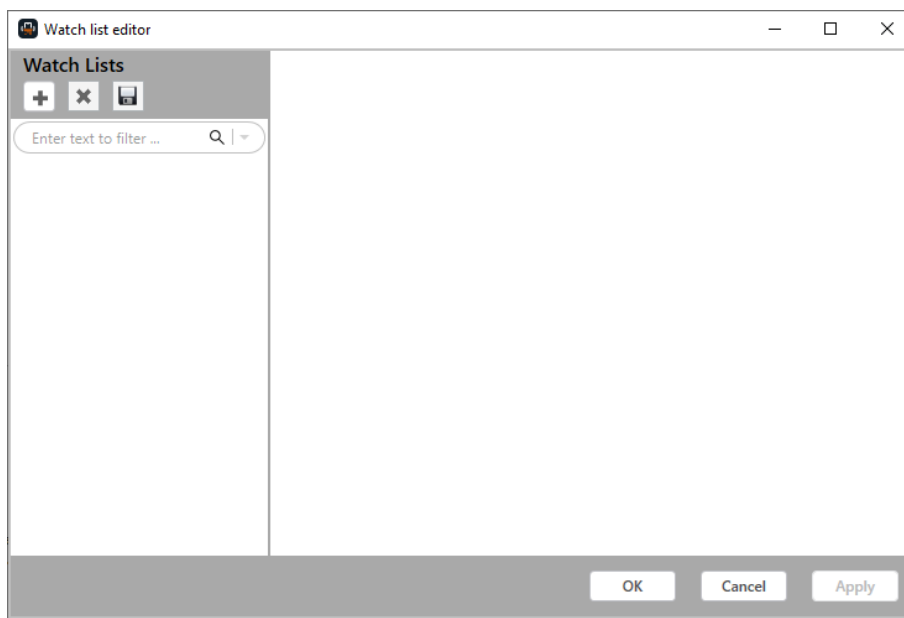 Watch list editor
Watch Lists
Enter text to filter ...
OK Cancel Apply